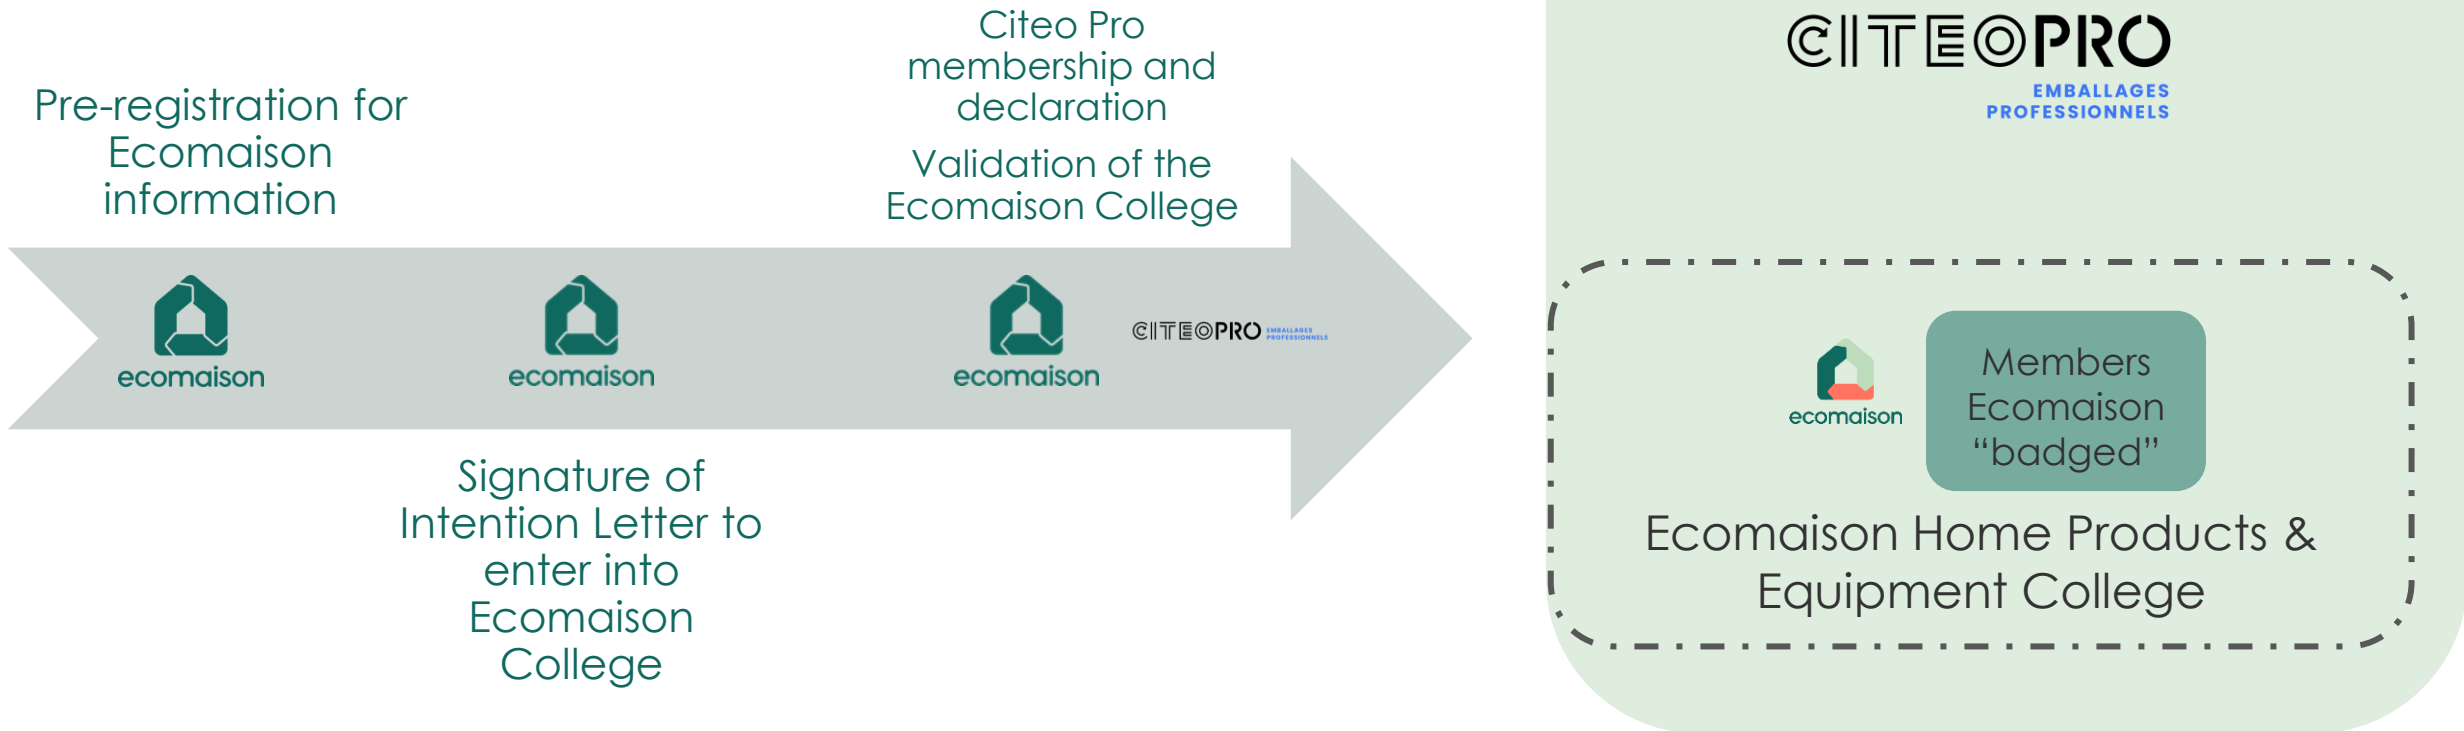 Pre-registration for
Ecomaison
information
ecomaison
Signature of
Intention Letter to
enter into
Ecomaison
College
ecomaison
Citeo Pro
membership and
declaration
Validation of the
Ecomaison College
ecomaison
CITEOPRO EMBALLAGES
PROFESSIONNELS
CITEOPRO
EMBALLAGES
PROFESSIONNELS
ecomaison
Members
Ecomaison
“badged”
Ecomaison Home Products &
Equipment College